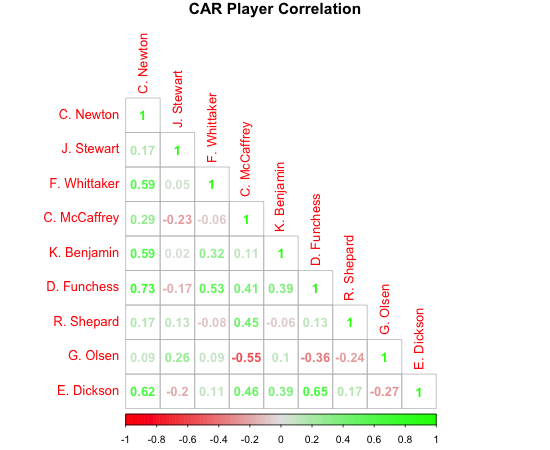 CAR Player Correlation
C. Newton
J. Stewart
F. Whittaker
C. McCaffrey
K. Benjamin
D. Funchess
R. Shepard
G. Olsen
E. Dickson
C. Newton 1
J. Stewart 0.17 1
F. Whittaker 0.59 0.05 1
C. McCaffrey 0.29 -0.23 -0.06 1
K. Benjamin 0.59 0.02 0.32 0.11 1
D. Funchess 0.73 -0.17 0.53 0.41 0.39 1
R. Shepard 0.17 0.13 -0.08 0.45 -0.06 0.13 1
G. Olsen 0.09 0.26 0.09 -0.55 0.1 -0.36 -0.24 1
E. Dickson 0.62 -0.2 0.11 0.46 0.39 0.65 0.17 -0.27 1
-1 -0.8 -0.6 -0.4 -0.2 0 0.2 0.4 0.6 0.8 1